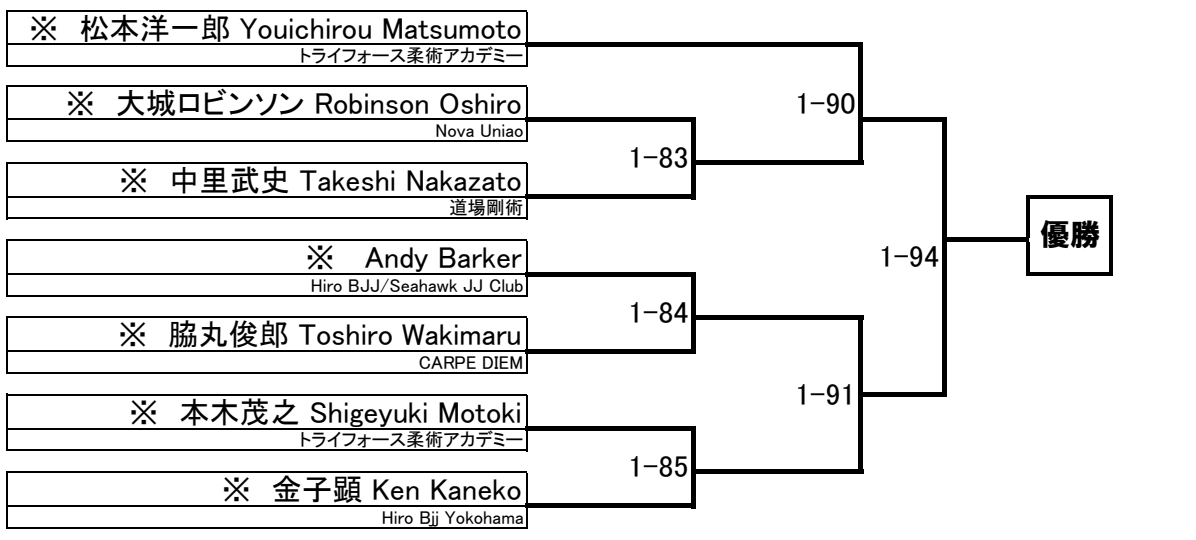 ※ 松本洋一郎 Youichirou Matsumoto
トライフォース柔術アカデミー
※ 大城ロビンソン Robinson Oshiro
Nova Uniao
※ 中里武史 Takeshi Nakazato
道場剛術
※ Andy Barker
Hiro BJJ/Seahawk JJ Club
※ 脇丸俊郎 Toshiro Wakimaru
CARPE DIEM
※ 本木茂之 Shigeyuki Motoki
トライフォース柔術アカデミー
※ 金子顕 Ken Kaneko
Hiro Bjj Yokohama
1-83
1-84
1-85
1-90
1-91
1-94
優勝